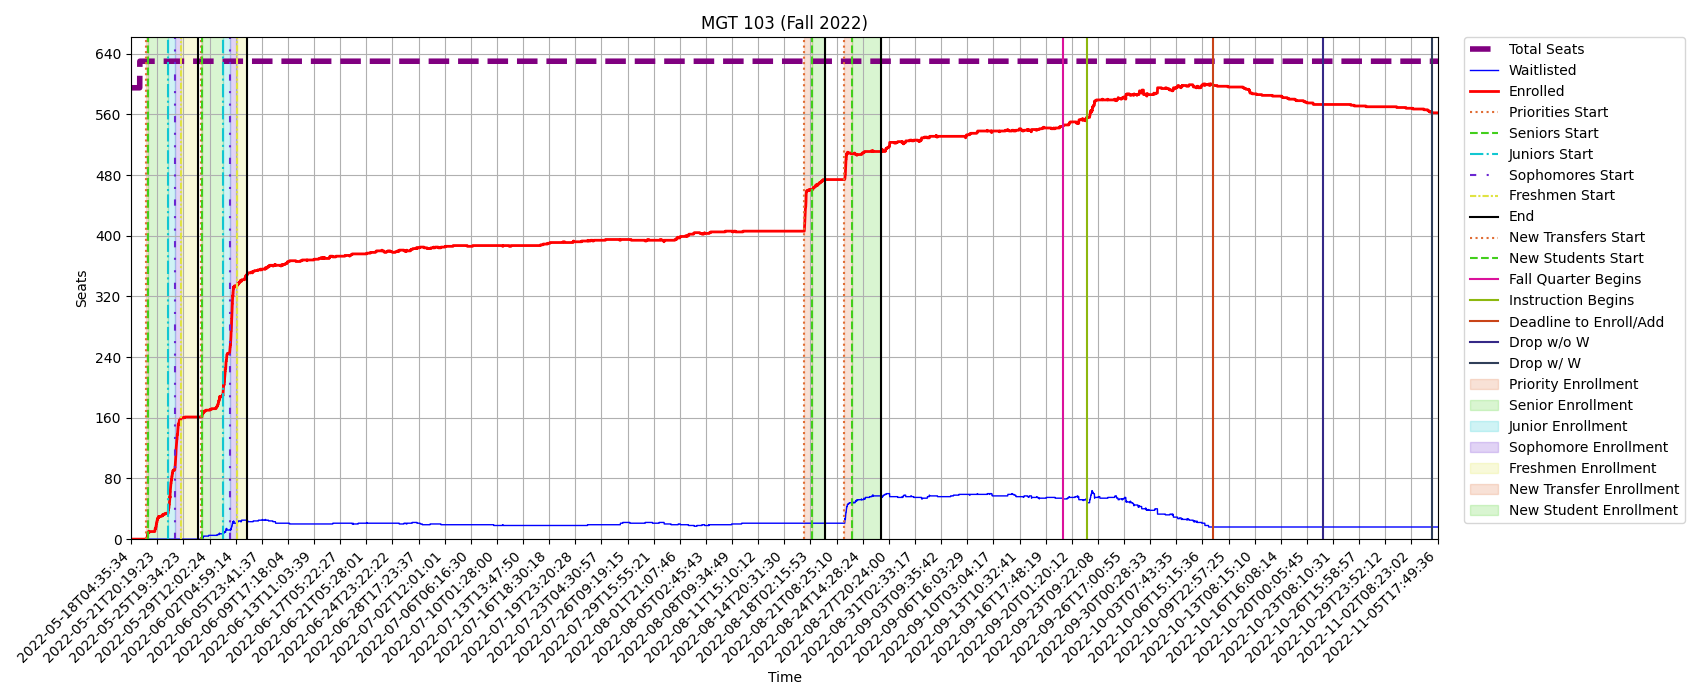 MGT 103 (Fall 2022)
640
560
480
400
320
240
160
80
0
Seats
2022-05-18T04:35:34
2022-05-21T20:19:23
2022-05-25T19:34:23
2022-05-29T12:02:24
2022-06-02T04:59:14
2022-06-05T23:41:37
2022-06-09T17:18:04
2022-06-13T11:03:39
2022-06-17T05:22:27
2022-06-21T05:28:01
2022-06-24T23:22:22
2022-06-28T17:23:37
2022-07-02T12:01:01
2022-07-06T06:16:30
2022-07-10T01:28:00
2022-07-13T13:47:50
2022-07-16T18:30:18
2022-07-19T23:20:28
2022-07-23T04:30:57
2022-07-26T09:19:15
2022-07-29T15:55:21
2022-08-01T21:07:46
2022-08-05T02:45:43
2022-08-08T09:34:49
2022-08-11T15:10:12
2022-08-14T20:31:30
2022-08-18T02:15:53
2022-08-21T08:25:10
2022-08-24T14:28:24
2022-08-27T20:24:00
2022-08-31T02:33:17
2022-09-03T09:35:42
2022-09-06T16:03:29
2022-09-10T03:04:17
2022-09-13T10:32:41
2022-09-16T17:48:19
2022-09-20T01:20:12
2022-09-23T09:22:08
2022-09-26T17:00:55
2022-09-30T00:28:33
2022-10-03T07:43:35
2022-10-06T15:15:36
2022-10-09T22:57:25
2022-10-13T08:15:10
2022-10-16T16:08:14
2022-10-20T00:05:45
2022-10-23T08:10:31
2022-10-26T15:58:57
2022-10-29T23:52:12
2022-11-02T08:23:02
2022-11-05T17:49:36
Time
Total Seats
Waitlisted
Enrolled
Priorities Start
Seniors Start
Juniors Start
Sophomores Start
Freshmen Start
End
New Transfers Start
New Students Start
Fall Quarter Begins
Instruction Begins
Deadline to Enroll/Add
Drop w/o W
Drop w/ W
Priority Enrollment
Senior Enrollment
Junior Enrollment
Sophomore Enrollment
Freshmen Enrollment
New Transfer Enrollment
New Student Enrollment